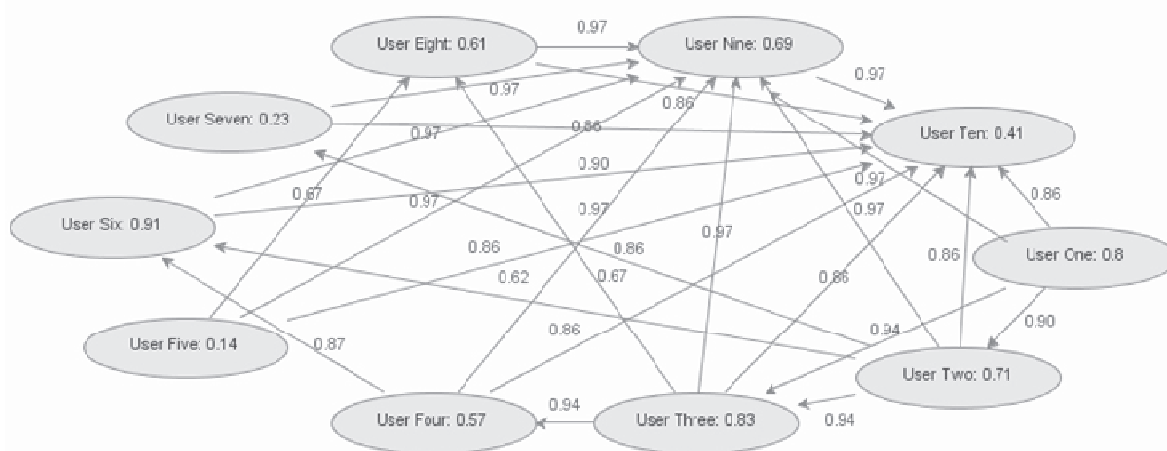 0.97
User Eight: 0.61
User Nine: 0.69
0.97
0.97
0.86
User Seven: 0.23
0.86
0.97
User Ten: 0.41
0.90
0.97
0.67
0.97
0.86
0.97
0.97
User Six: 0.91
0.97
0.86
0.86
0.86
User One: 0.8
0.62
0.67
0.86
0.90
0.86
0.94
User Five: 0.14
0.87
User Two: 0.71
0.94
User Four: 0.57
User Three: 0.83
0.94